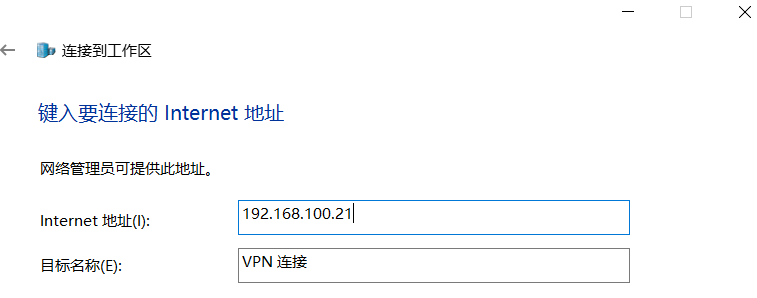 连接到工作区
键入要连接的 Internet 地址
网络管理员可提供此地址。
Internet 地址(I): 192.168.100.21
目标名称(E): VPN 连接